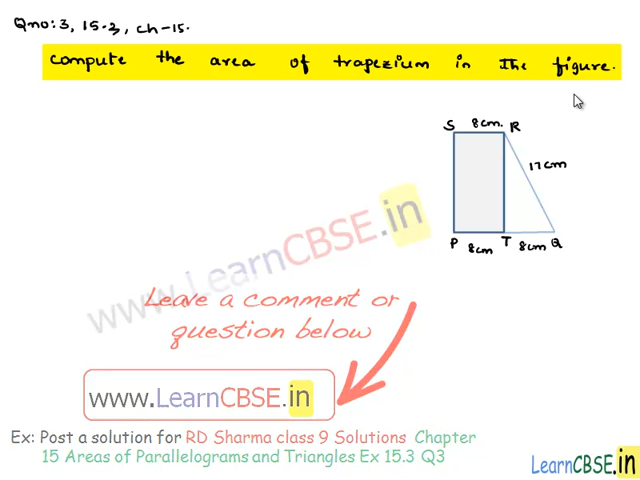 Qno:3, 15.3, ch-15.
compute the area of trapezium in the figure.
S 8cm. R
17cm
P T Q
8cm 8cm
www.LearnCBSE.in
Leave a comment or
question below
www.LearnCBSE.in
Ex: Post a solution for RD Sharma class 9 Solutions Chapter
15 Areas of Parallelograms and Triangles Ex 15.3 Q3
LearnCBSE.in